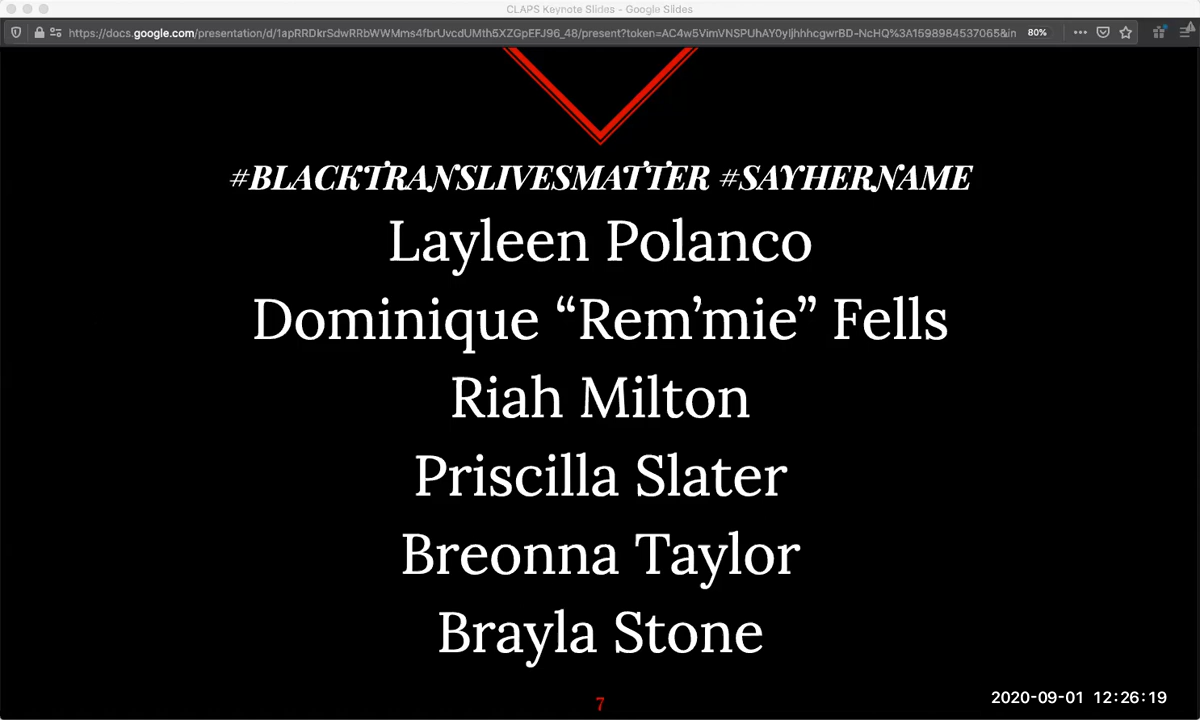 CLAPS Keynote Slides - Google Slides
https://docs.google.com/presentation/d/1apRRDkrSdwRRbWWMms4fbrUvcdUMth5XZGpEFJ96_48/present?token=AC4w5VimVNSPUhAY0yljhhhcgwrBD-NcHQ%3A1598984537065&in 80%
#BLACKTRANSLIVESMATTER #SAYHERNAME
Layleen Polanco
Dominique “Rem’mie” Fells
Riah Milton
Priscilla Slater
Breonna Taylor
Brayla Stone
7
2020-09-01 12:26:19